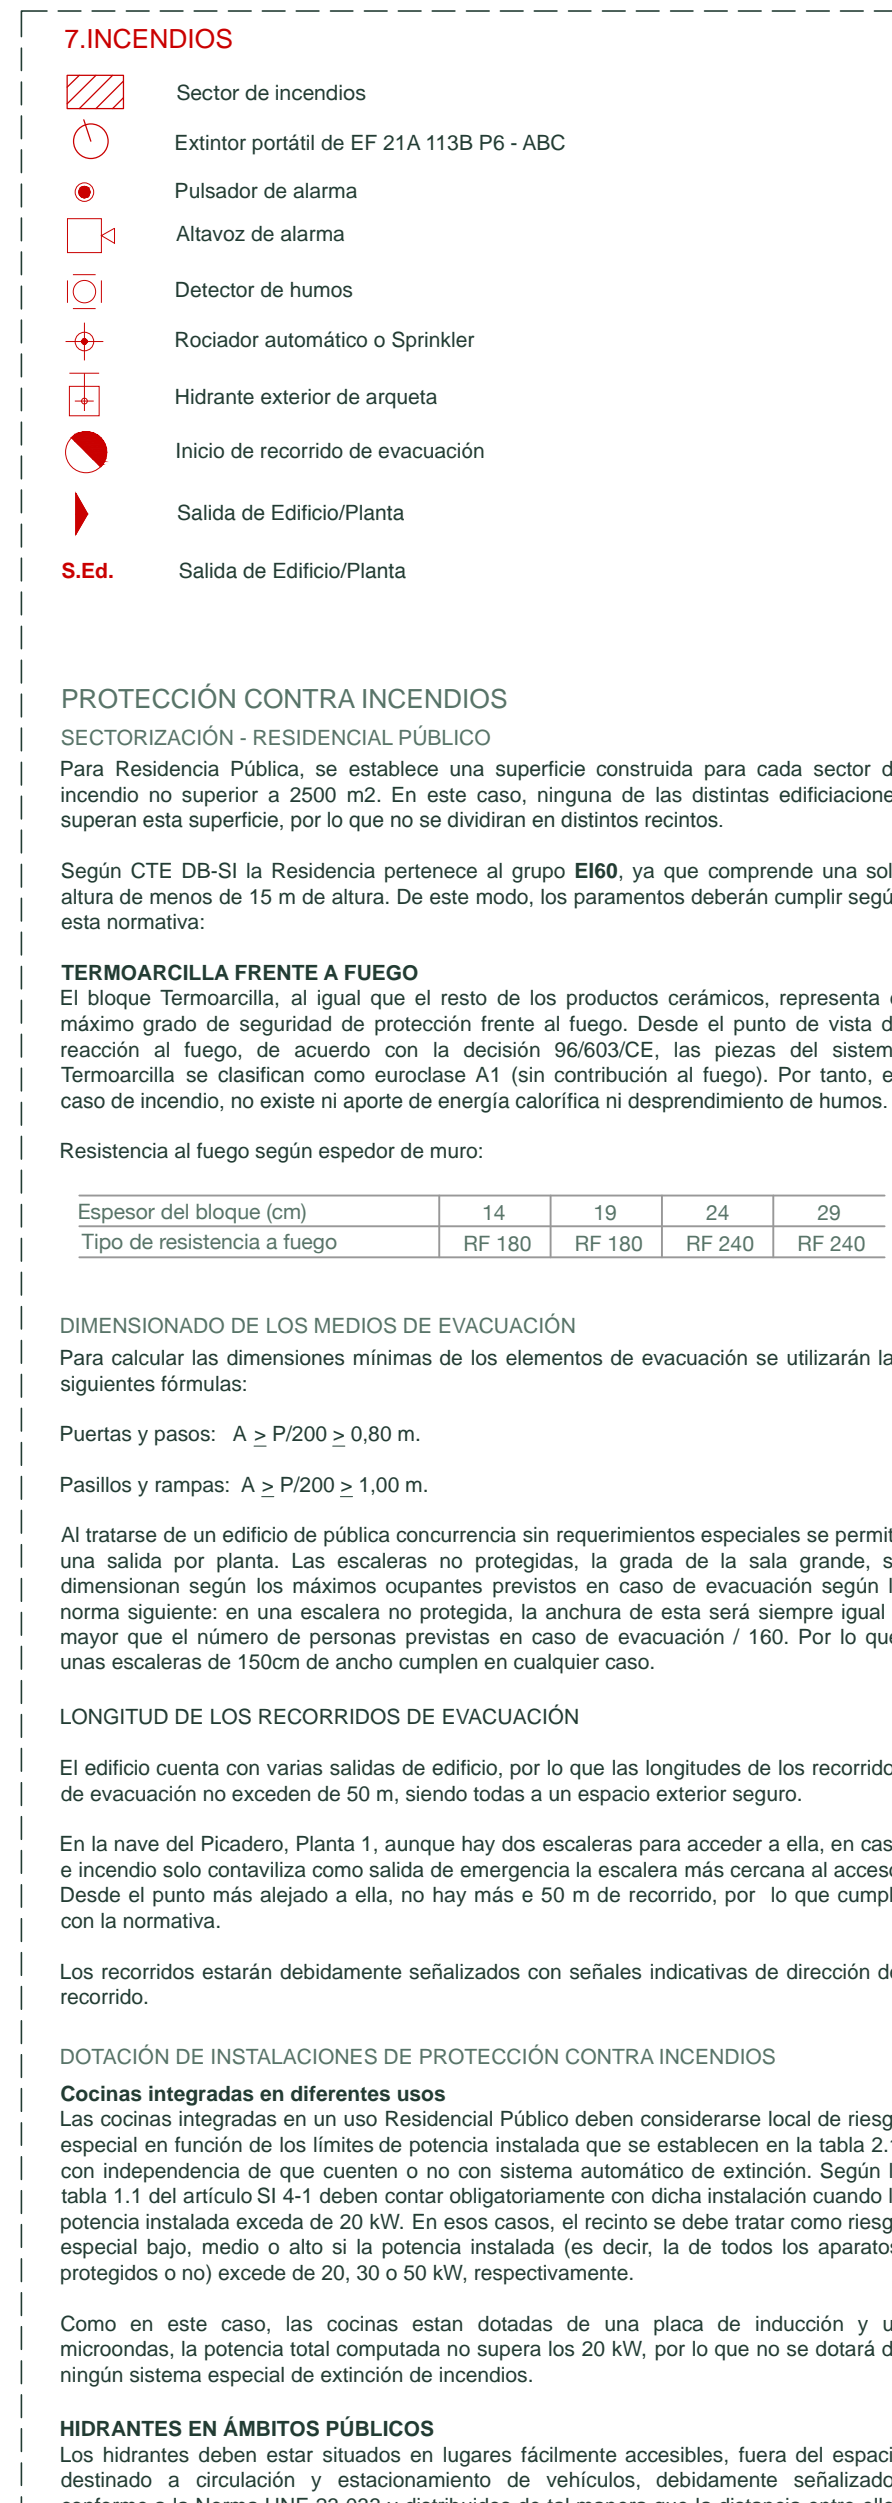 7.INCENDIOS
Sector de incendios
Extintor portátil de EF 21A 113B P6 - ABC
Pulsador de alarma
Altavoz de alarma
Detector de humos
Rociador automático o Sprinkler
Hidrante exterior de arqueta
Inicio de recorrido de evacuación
Salida de Edificio/Planta
S.Ed. Salida de Edificio/Planta
PROTECCIÓN CONTRA INCENDIOS
SECTORIZACIÓN - RESIDENCIAL PÚBLICO
Para Residencia Pública, se establece una superficie construida para cada sector d
incendio no superior a 2500 m2. En este caso, ninguna de las distintas edificiacione
superan esta superficie, por lo que no se dividiran en distintos recintos.
Según CTE DB-SI la Residencia pertenece al grupo EI60, ya que comprende una sol
altura de menos de 15 m de altura. De este modo, los paramentos deberán cumplir segú
esta normativa:
TERMOARCILLA FRENTE A FUEGO
El bloque Termoarcilla, al igual que el resto de los productos cerámicos, representa e
máximo grado de seguridad de protección frente al fuego. Desde el punto de vista d
reacción al fuego, de acuerdo con la decisión 96/603/CE, las piezas del sistem
Termoarcilla se clasifican como euroclase A1 (sin contribución al fuego). Por tanto, e
caso de incendio, no existe ni aporte de energía calorífica ni desprendimiento de humos.
Resistencia al fuego según espedor de muro:
Espesor del bloque (cm) 14 19 24 29
Tipo de resistencia a fuego RF 180 RF 180 RF 240 RF 240
DIMENSIONADO DE LOS MEDIOS DE EVACUACIÓN
Para calcular las dimensiones mínimas de los elementos de evacuación se utilizarán la
siguientes fórmulas:
Puertas y pasos: A ≥ P/200 ≥ 0,80 m.
Pasillos y rampas: A ≥ P/200 ≥ 1,00 m.
Al tratarse de un edificio de pública concurrencia sin requerimientos especiales se permit
una salida por planta. Las escaleras no protegidas, la grada de la sala grande, s
dimensionan según los máximos ocupantes previstos en caso de evacuación según l
norma siguiente: en una escalera no protegida, la anchura de esta será siempre igual
mayor que el número de personas previstas en caso de evacuación / 160. Por lo que
unas escaleras de 150cm de ancho cumplen en cualquier caso.
LONGITUD DE LOS RECORRIDOS DE EVACUACIÓN
El edificio cuenta con varias salidas de edificio, por lo que las longitudes de los recorrido
de evacuación no exceden de 50 m, siendo todas a un espacio exterior seguro.
En la nave del Picadero, Planta 1, aunque hay dos escaleras para acceder a ella, en cas
e incendio solo contaviliza como salida de emergencia la escalera más cercana al acceso
Desde el punto más alejado a ella, no hay más e 50 m de recorrido, por lo que cumpl
con la normativa.
Los recorridos estarán debidamente señalizados con señales indicativas de dirección de
recorrido.
DOTACIÓN DE INSTALACIONES DE PROTECCIÓN CONTRA INCENDIOS
Cocinas integradas en diferentes usos
Las cocinas integradas en un uso Residencial Público deben considerarse local de riesg
especial en función de los límites de potencia instalada que se establecen en la tabla 2.1
con independencia de que cuenten o no con sistema automático de extinción. Según l
tabla 1.1 del artículo SI 4-1 deben contar obligatoriamente con dicha instalación cuando l
potencia instalada exceda de 20 kW. En esos casos, el recinto se debe tratar como riesg
especial bajo, medio o alto si la potencia instalada (es decir, la de todos los aparatos
protegidos o no) excede de 20, 30 o 50 kW, respectivamente.
Como en este caso, las cocinas estan dotadas de una placa de inducción y u
microondas, la potencia total computada no supera los 20 kW, por lo que no se dotará d
ningún sistema especial de extinción de incendios.
HIDRANTES EN ÁMBITOS PÚBLICOS
Los hidrantes deben estar situados en lugares fácilmente accesibles, fuera del espaci
destinado a circulación y estacionamiento de vehículos, debidamente señalizado
conforme a la Norma UNE 23 033 y distribuidos de tal manera que la distancia entre ello